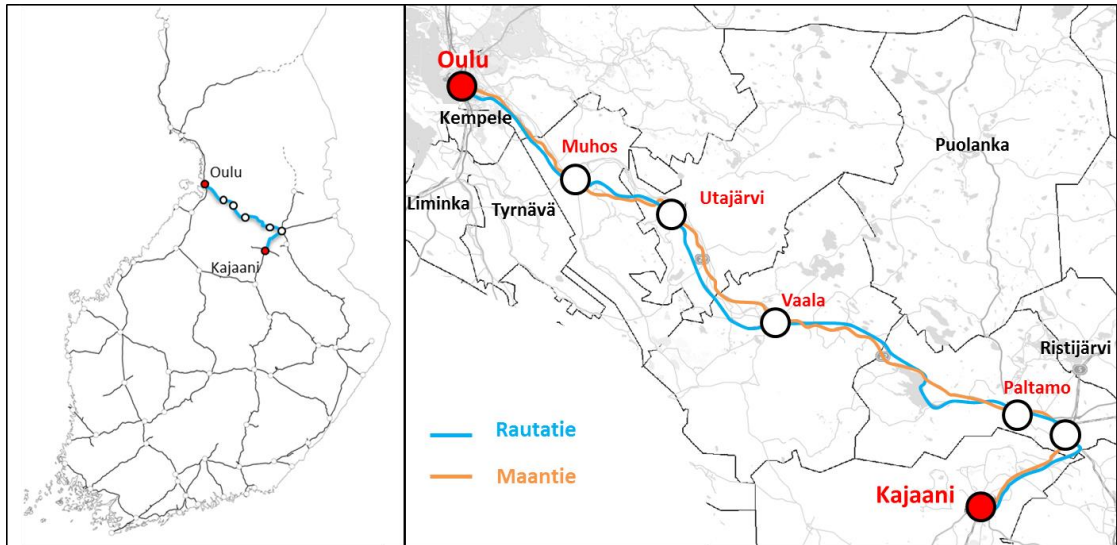 Oulu
Kajaani
Oulu
Kempele
Muhos
Puolanka
Liminka
Tyrnävä
Utajärvi
Vaala
Ristijärvi
Paltamo
Rautatie
Maantie
Kajaani